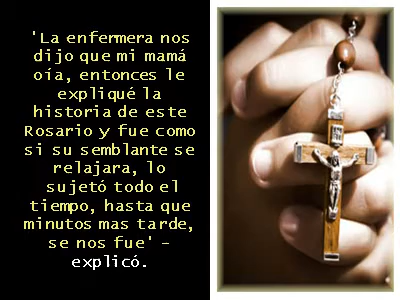 'La enfermera nos
dijo que mi mamá
oía, entonces le
expliqué la
historia de este
Rosario y fue como
si su semblante se
relajara, lo
sujetó todo el
tiempo, hasta que
minutos mas tarde,
se nos fue' -
explicó.